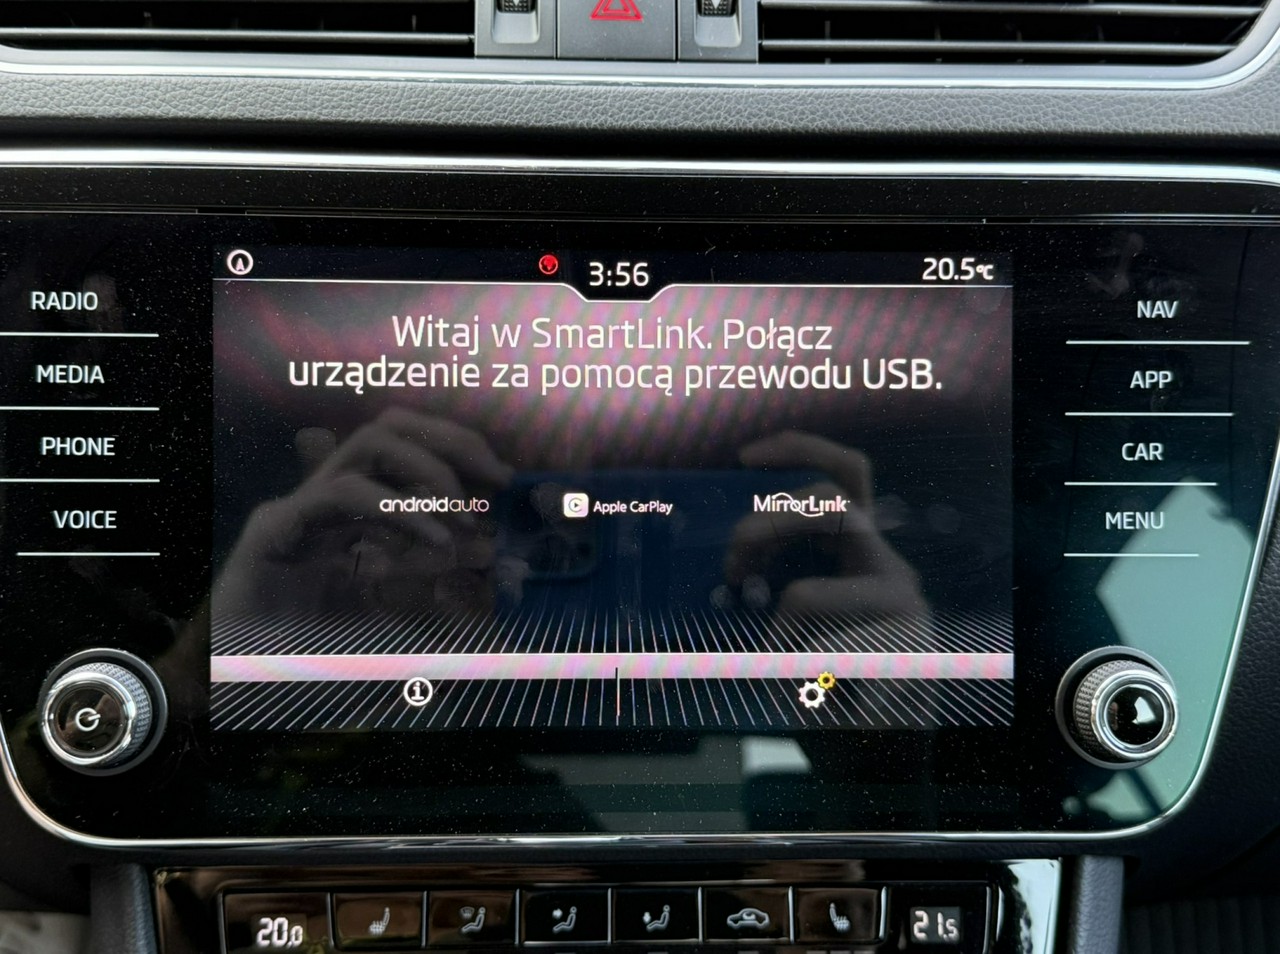 3:56
20.5°C
RADIO
MEDIA
PHONE
VOICE
Witaj w SmartLink. Połącz
urządzenie za pomocą przewodu USB.
androidauto
Apple CarPlay
MirrorLink
NAV
APP
CAR
MENU
20.0
21.5